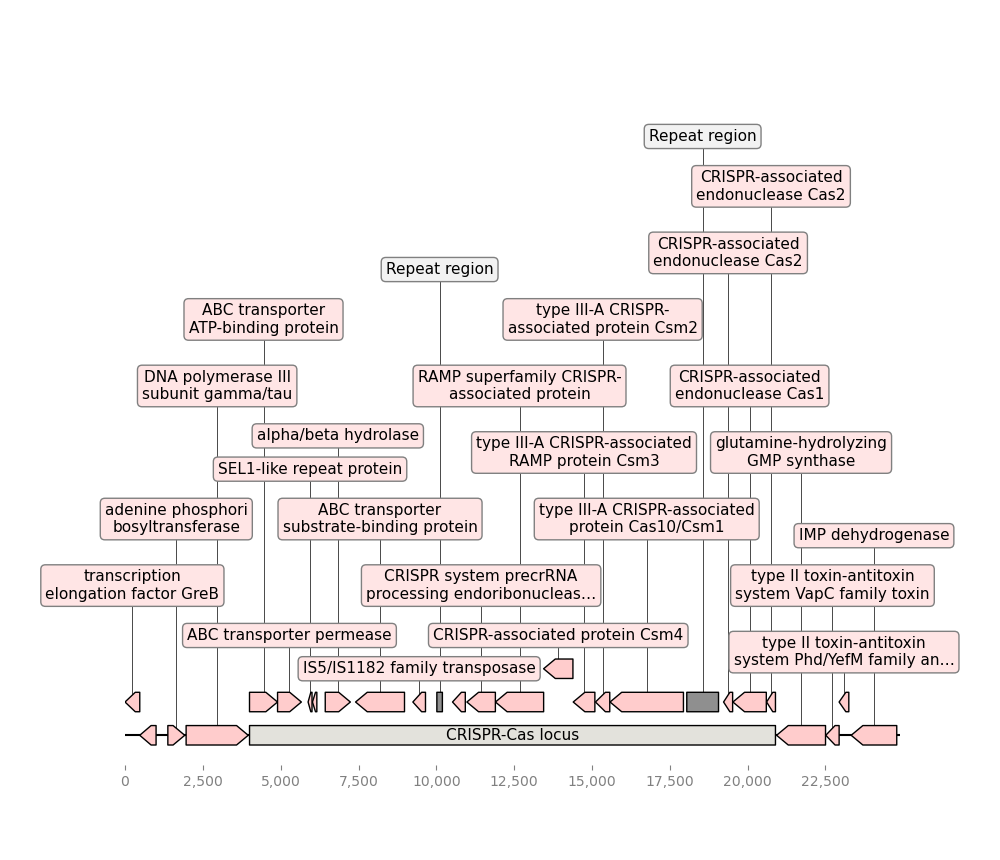 Repeat region
CRISPR-associated
endonuclease Cas2
CRISPR-associated
endonuclease Cas2
Repeat region
ABC transporter
ATP-binding protein
type III-A CRISPR-
associated protein Csm2
DNA polymerase III
subunit gamma/tau
RAMP superfamily CRISPR-
associated protein
CRISPR-associated
endonuclease Cas1
alpha/beta hydrolase
type III-A CRISPR-associated
RAMP protein Csm3
glutamine-hydrolyzing
GMP synthase
SEL1-like repeat protein
adenine phosphori
bosyltransferase
ABC transporter
substrate-binding protein
type III-A CRISPR-associated
protein Cas10/Csm1
IMP dehydrogenase
transcription
elongation factor GreB
CRISPR system precrRNA
processing endoribonucleas…
type II toxin-antitoxin
system VapC family toxin
ABC transporter permease
CRISPR-associated protein Csm4
type II toxin-antitoxin
system Phd/YefM family an…
IS5/IS1182 family transposase
CRISPR-Cas locus
0 2,500 5,000 7,500 10,000 12,500 15,000 17,500 20,000 22,500